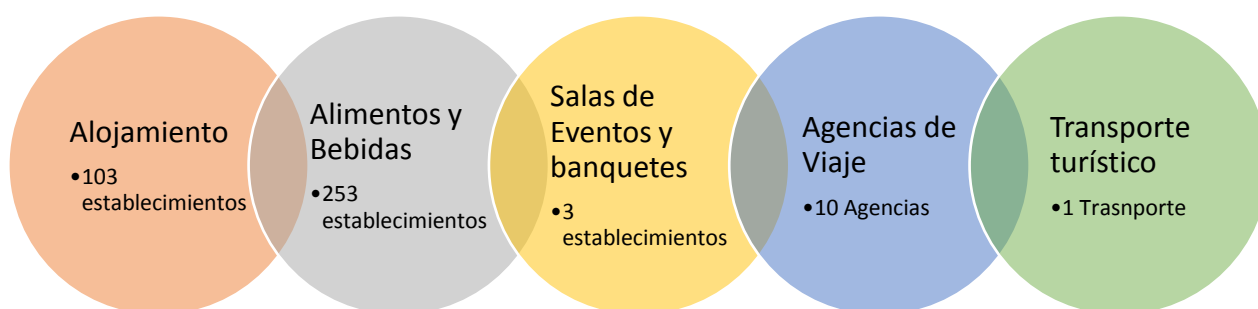 Alojamiento
•103
establecimientos
Alimentos y
Bebidas
•253
establecimientos
Salas de
Eventos y
banquetes
•3
establecimientos
Agencias de
Viaje
•10 Agencias
Transporte
turístico
•1 Trasnporte